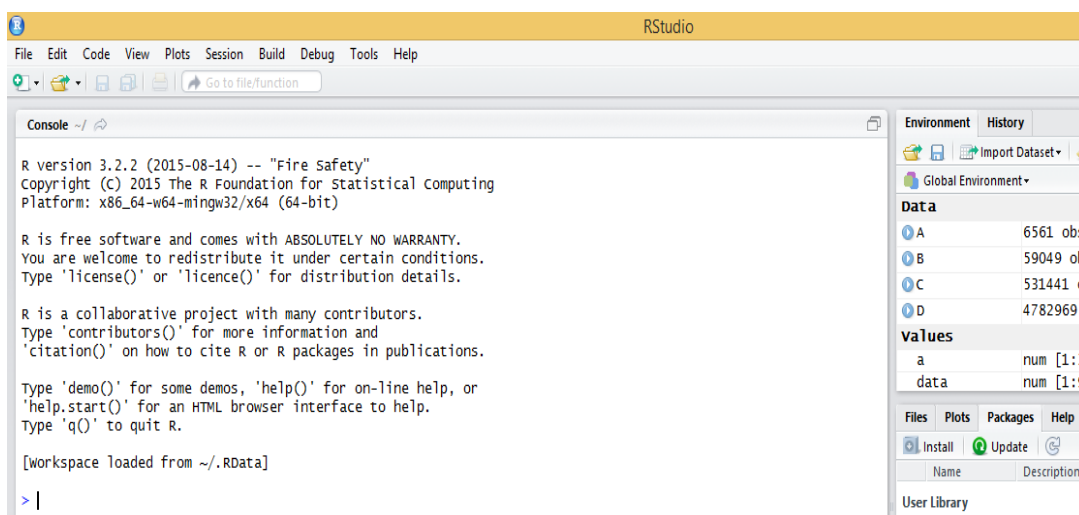 RStudio
File Edit Code View Plots Session Build Debug Tools Help
Go to file/function
Console ~/
R version 3.2.2 (2015-08-14) -- "Fire Safety"
Copyright (C) 2015 The R Foundation for Statistical Computing
Platform: x86_64-w64-mingw32/x64 (64-bit)
R is free software and comes with ABSOLUTELY NO WARRANTY.
You are welcome to redistribute it under certain conditions.
Type 'license()' or 'licence()' for distribution details.
R is a collaborative project with many contributors.
Type 'contributors()' for more information and
'citation()' on how to cite R or R packages in publications.
Type 'demo()' for some demos, 'help()' for on-line help, or
'help.start()' for an HTML browser interface to help.
Type 'q()' to quit R.
[Workspace loaded from ~/.RData]
>
Environment History
Import Dataset
Global Environment
Data
A 6561 obs
B 59049 ob
C 531441
D 4782969
Values
a num [1:
data num [1:
Files Plots Packages Help
Install Update
Name Description
User Library